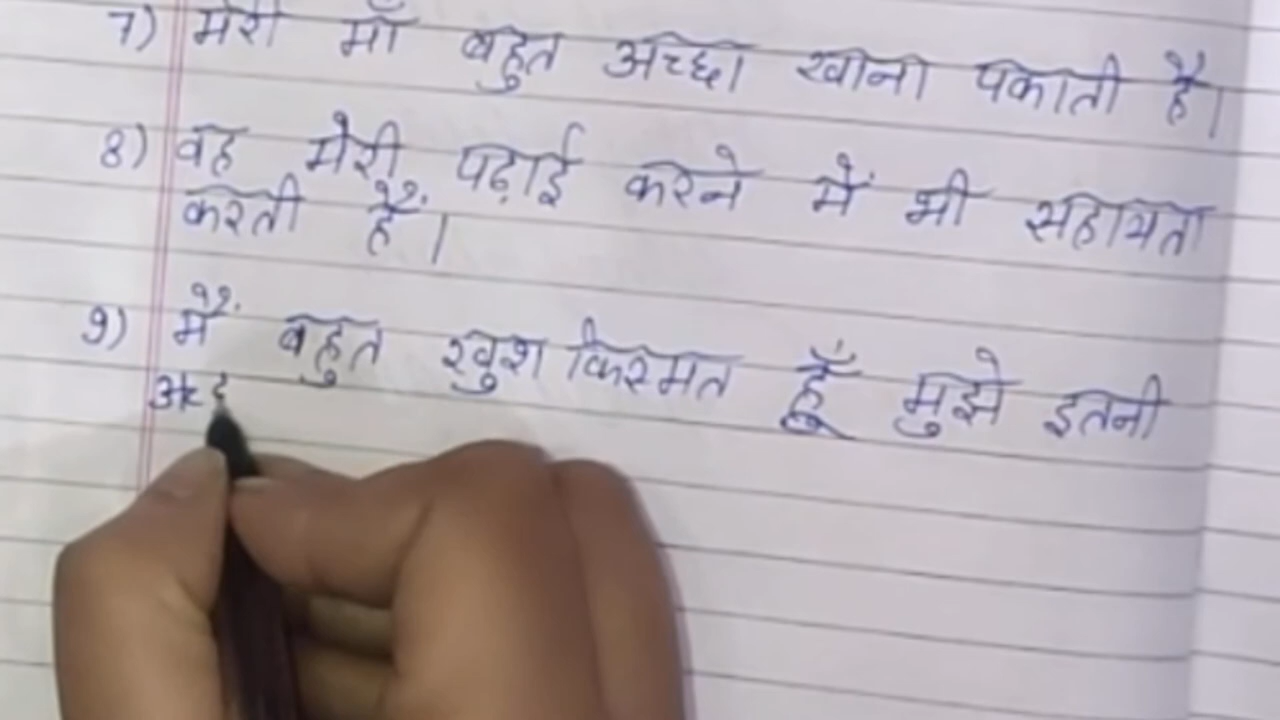 7) मेरी माँ बहुत अच्छा खाना पकाती है।
8) वह मेरी पढ़ाई करने में भी सहायता
करती हैं।
9) मैं बहुत खुशकिस्मत हूँ मुझे इतनी